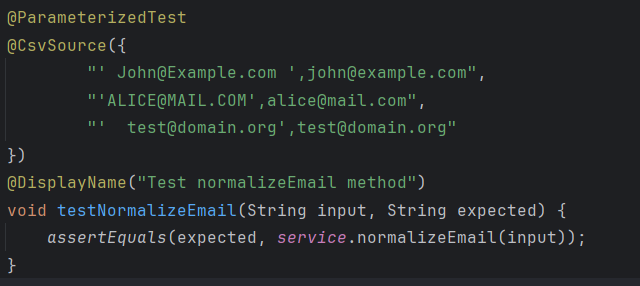 @ParameterizedTest
@CsvSource({
        "' John@Example.com ',john@example.com",
        "'ALICE@MAIL.COM',alice@mail.com",
        "'  test@domain.org',test@domain.org"
})
@DisplayName("Test normalizeEmail method")
void testNormalizeEmail(String input, String expected) {
    assertEquals(expected, service.normalizeEmail(input));
}